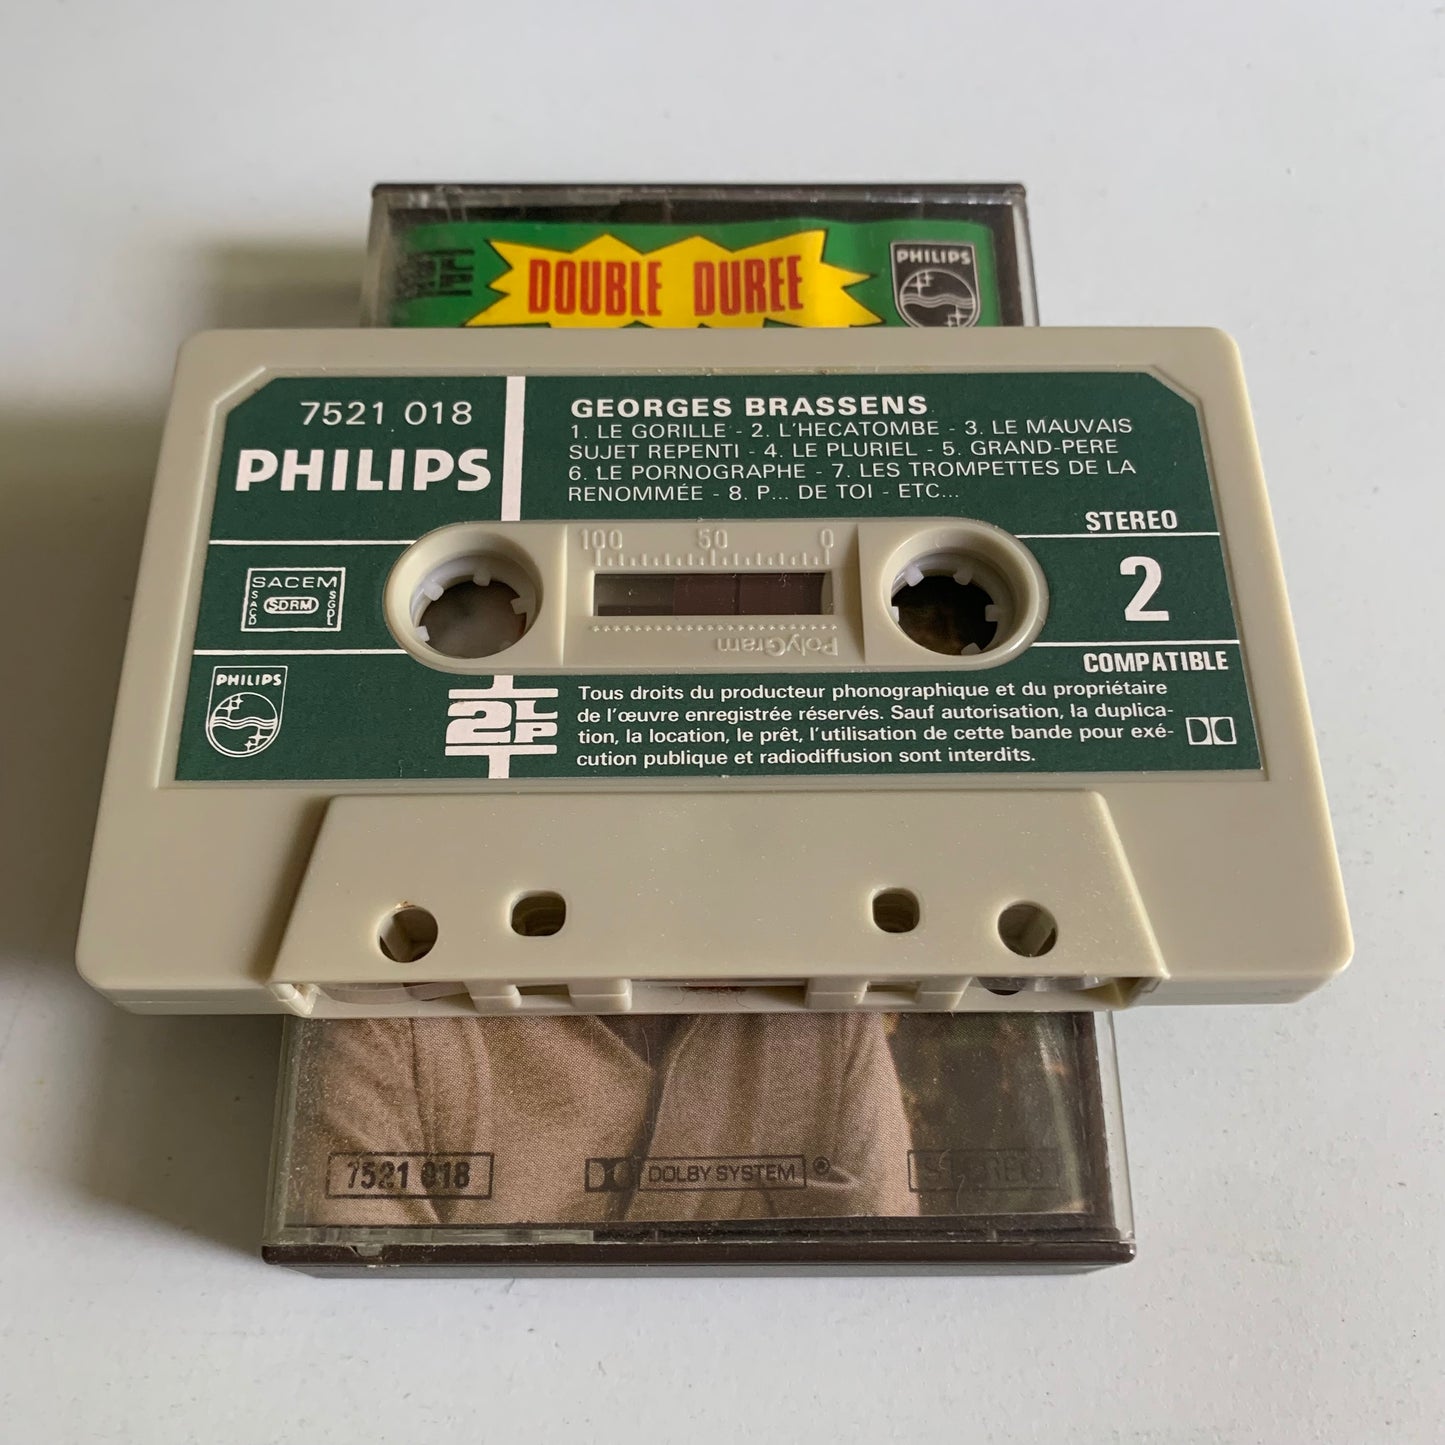 DOUBLE DUREE
PHILIPS
7521 018
PHILIPS
GEORGES BRASSENS
1. LE GORILLE - 2. L'HECATOMBE - 3. LE MAUVAIS
SUJET REPENTI - 4. LE PLURIEL - 5. GRAND-PERE
6. LE PORNOGRAPHE - 7. LES TROMPETTES DE LA
RENOMMÉE - 8. P... DE TOI - ETC...
STEREO
2
COMPATIBLE
100 50 0
PolyGram
SACEM
SACD
SDRM
SGDL
PHILIPS
2LP
Tous droits du producteur phonographique et du propriétaire
de l'œuvre enregistrée réservés. Sauf autorisation, la duplica-
tion, la location, le prêt, l'utilisation de cette bande pour exé-
cution publique et radiodiffusion sont interdits.
7521 018
DOLBY SYSTEM ®
STEREO